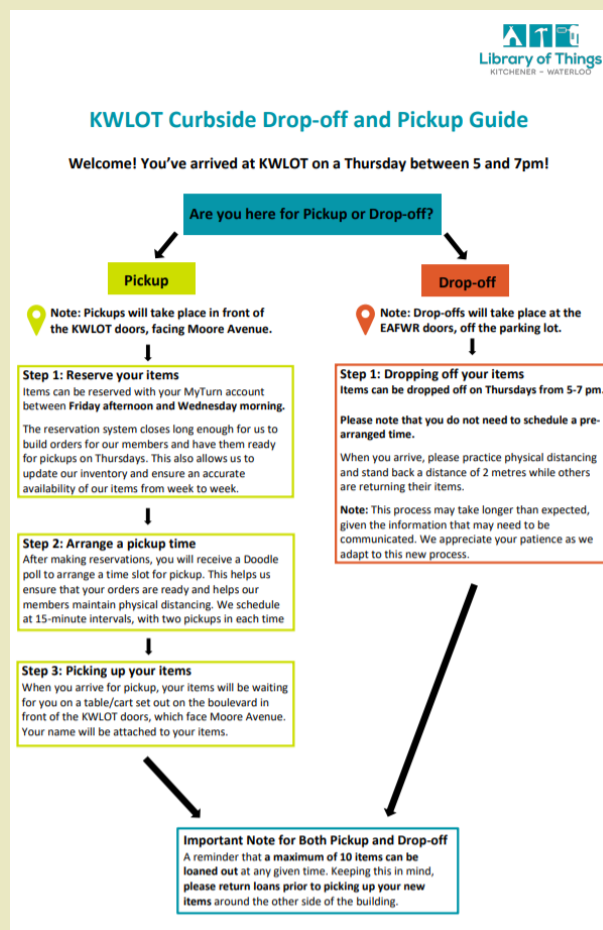 Library of Things
KITCHENER – WATERLOO
KWLOT Curbside Drop-off and Pickup Guide
Welcome! You've arrived at KWLOT on a Thursday between 5 and 7pm!
Are you here for Pickup or Drop-off?
Pickup
Note: Pickups will take place in front of
the KWLOT doors, facing Moore Avenue.
Step 1: Reserve your items
Items can be reserved with your MyTurn account
between Friday afternoon and Wednesday morning.
The reservation system closes long enough for us to
build orders for our members and have them ready
for pickups on Thursdays. This also allows us to
update our inventory and ensure an accurate
availability of our items from week to week.
Step 2: Arrange a pickup time
After making reservations, you will receive a Doodle
poll to arrange a time slot for pickup. This helps us
ensure that your orders are ready and helps our
members maintain physical distancing. We schedule
at 15-minute intervals, with two pickups in each time
Step 3: Picking up your items
When you arrive for pickup, your items will be waiting
for you on a table/cart set out on the boulevard in
front of the KWLOT doors, which face Moore Avenue.
Your name will be attached to your items.
Drop-off
Note: Drop-offs will take place at the
EAFWR doors, off the parking lot.
Step 1: Dropping off your items
Items can be dropped off on Thursdays from 5-7 pm.
Please note that you do not need to schedule a pre-
arranged time.
When you arrive, please practice physical distancing
and stand back a distance of 2 metres while others
are returning their items.
Note: This process may take longer than expected,
given the information that may need to be
communicated. We appreciate your patience as we
adapt to this new process.
Important Note for Both Pickup and Drop-off
A reminder that a maximum of 10 items can be
loaned out at any given time. Keeping this in mind,
please return loans prior to picking up your new
items around the other side of the building.